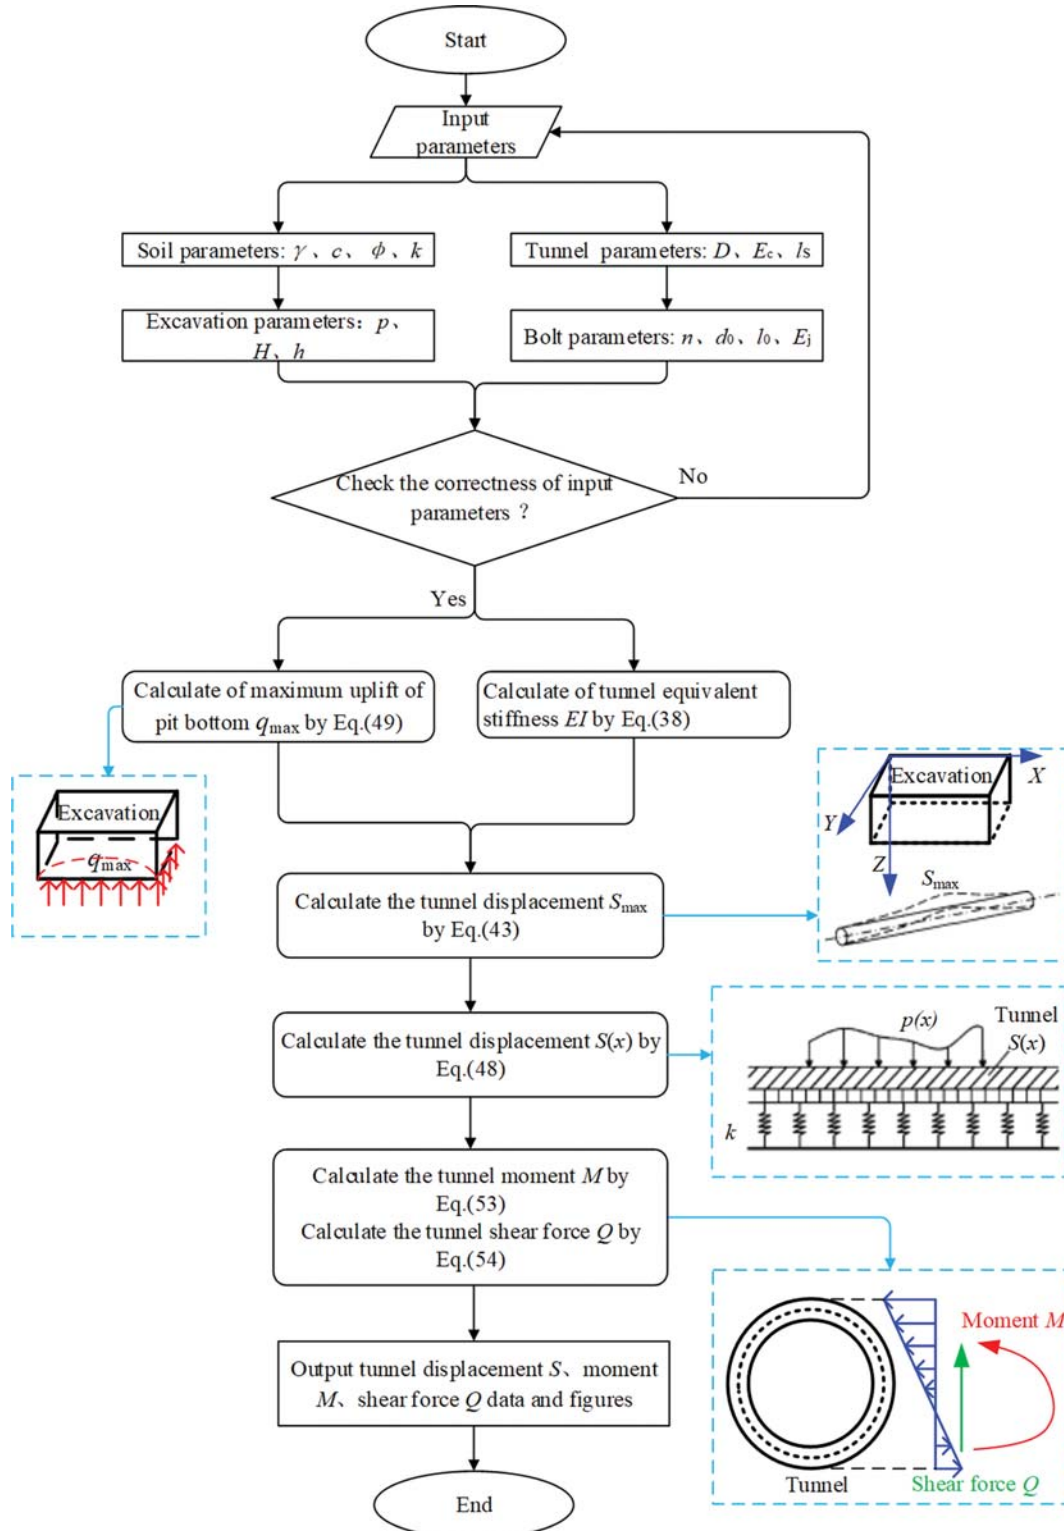 Start
Input
parameters
Soil parameters: γ、c、ϕ、k
Tunnel parameters: D、Ec、ls
Excavation parameters：p、
H、h
Bolt parameters: n、d0、l0、Ej
Check the correctness of input
parameters？
No
Yes
Calculate of maximum uplift of
pit bottom qmax by Eq.(49)
Calculate of tunnel equivalent
stiffness EI by Eq.(38)
Excavation
qmax
Excavation
X
Y
Z
Smax
Calculate the tunnel displacement Smax
by Eq.(43)
Calculate the tunnel displacement S(x) by
Eq.(48)
p(x)
Tunnel
S(x)
k
Calculate the tunnel moment M by
Eq.(53)
Calculate the tunnel shear force Q by
Eq.(54)
Moment M
Tunnel
Shear force Q
Output tunnel displacement S、moment
M、shear force Q data and figures
End